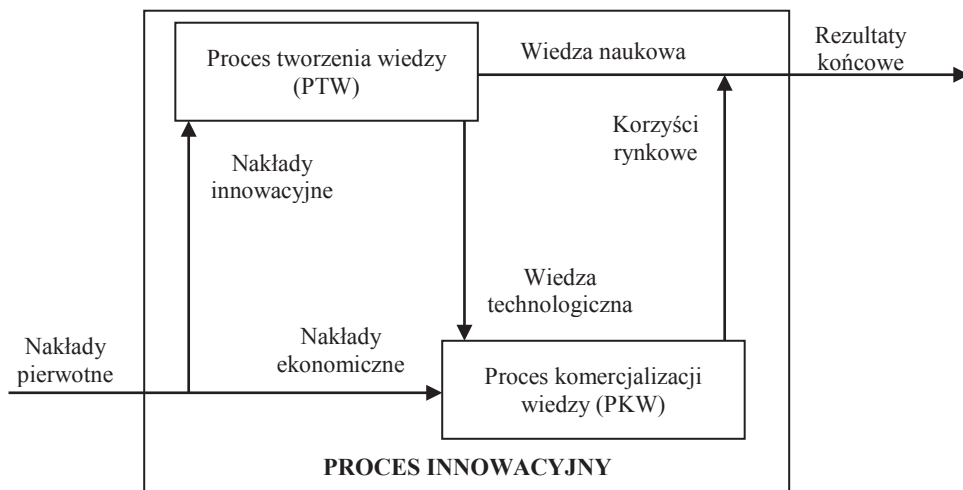 Proces tworzenia wiedzy
(PTW)
Wiedza naukowa
Rezultaty
końcowe
Korzyści
rynkowe
Nakłady
innowacyjne
Wiedza
technologiczna
Nakłady
pierwotne
Nakłady
ekonomiczne
Proces komercjalizacji
wiedzy (PKW)
PROCES INNOWACYJNY